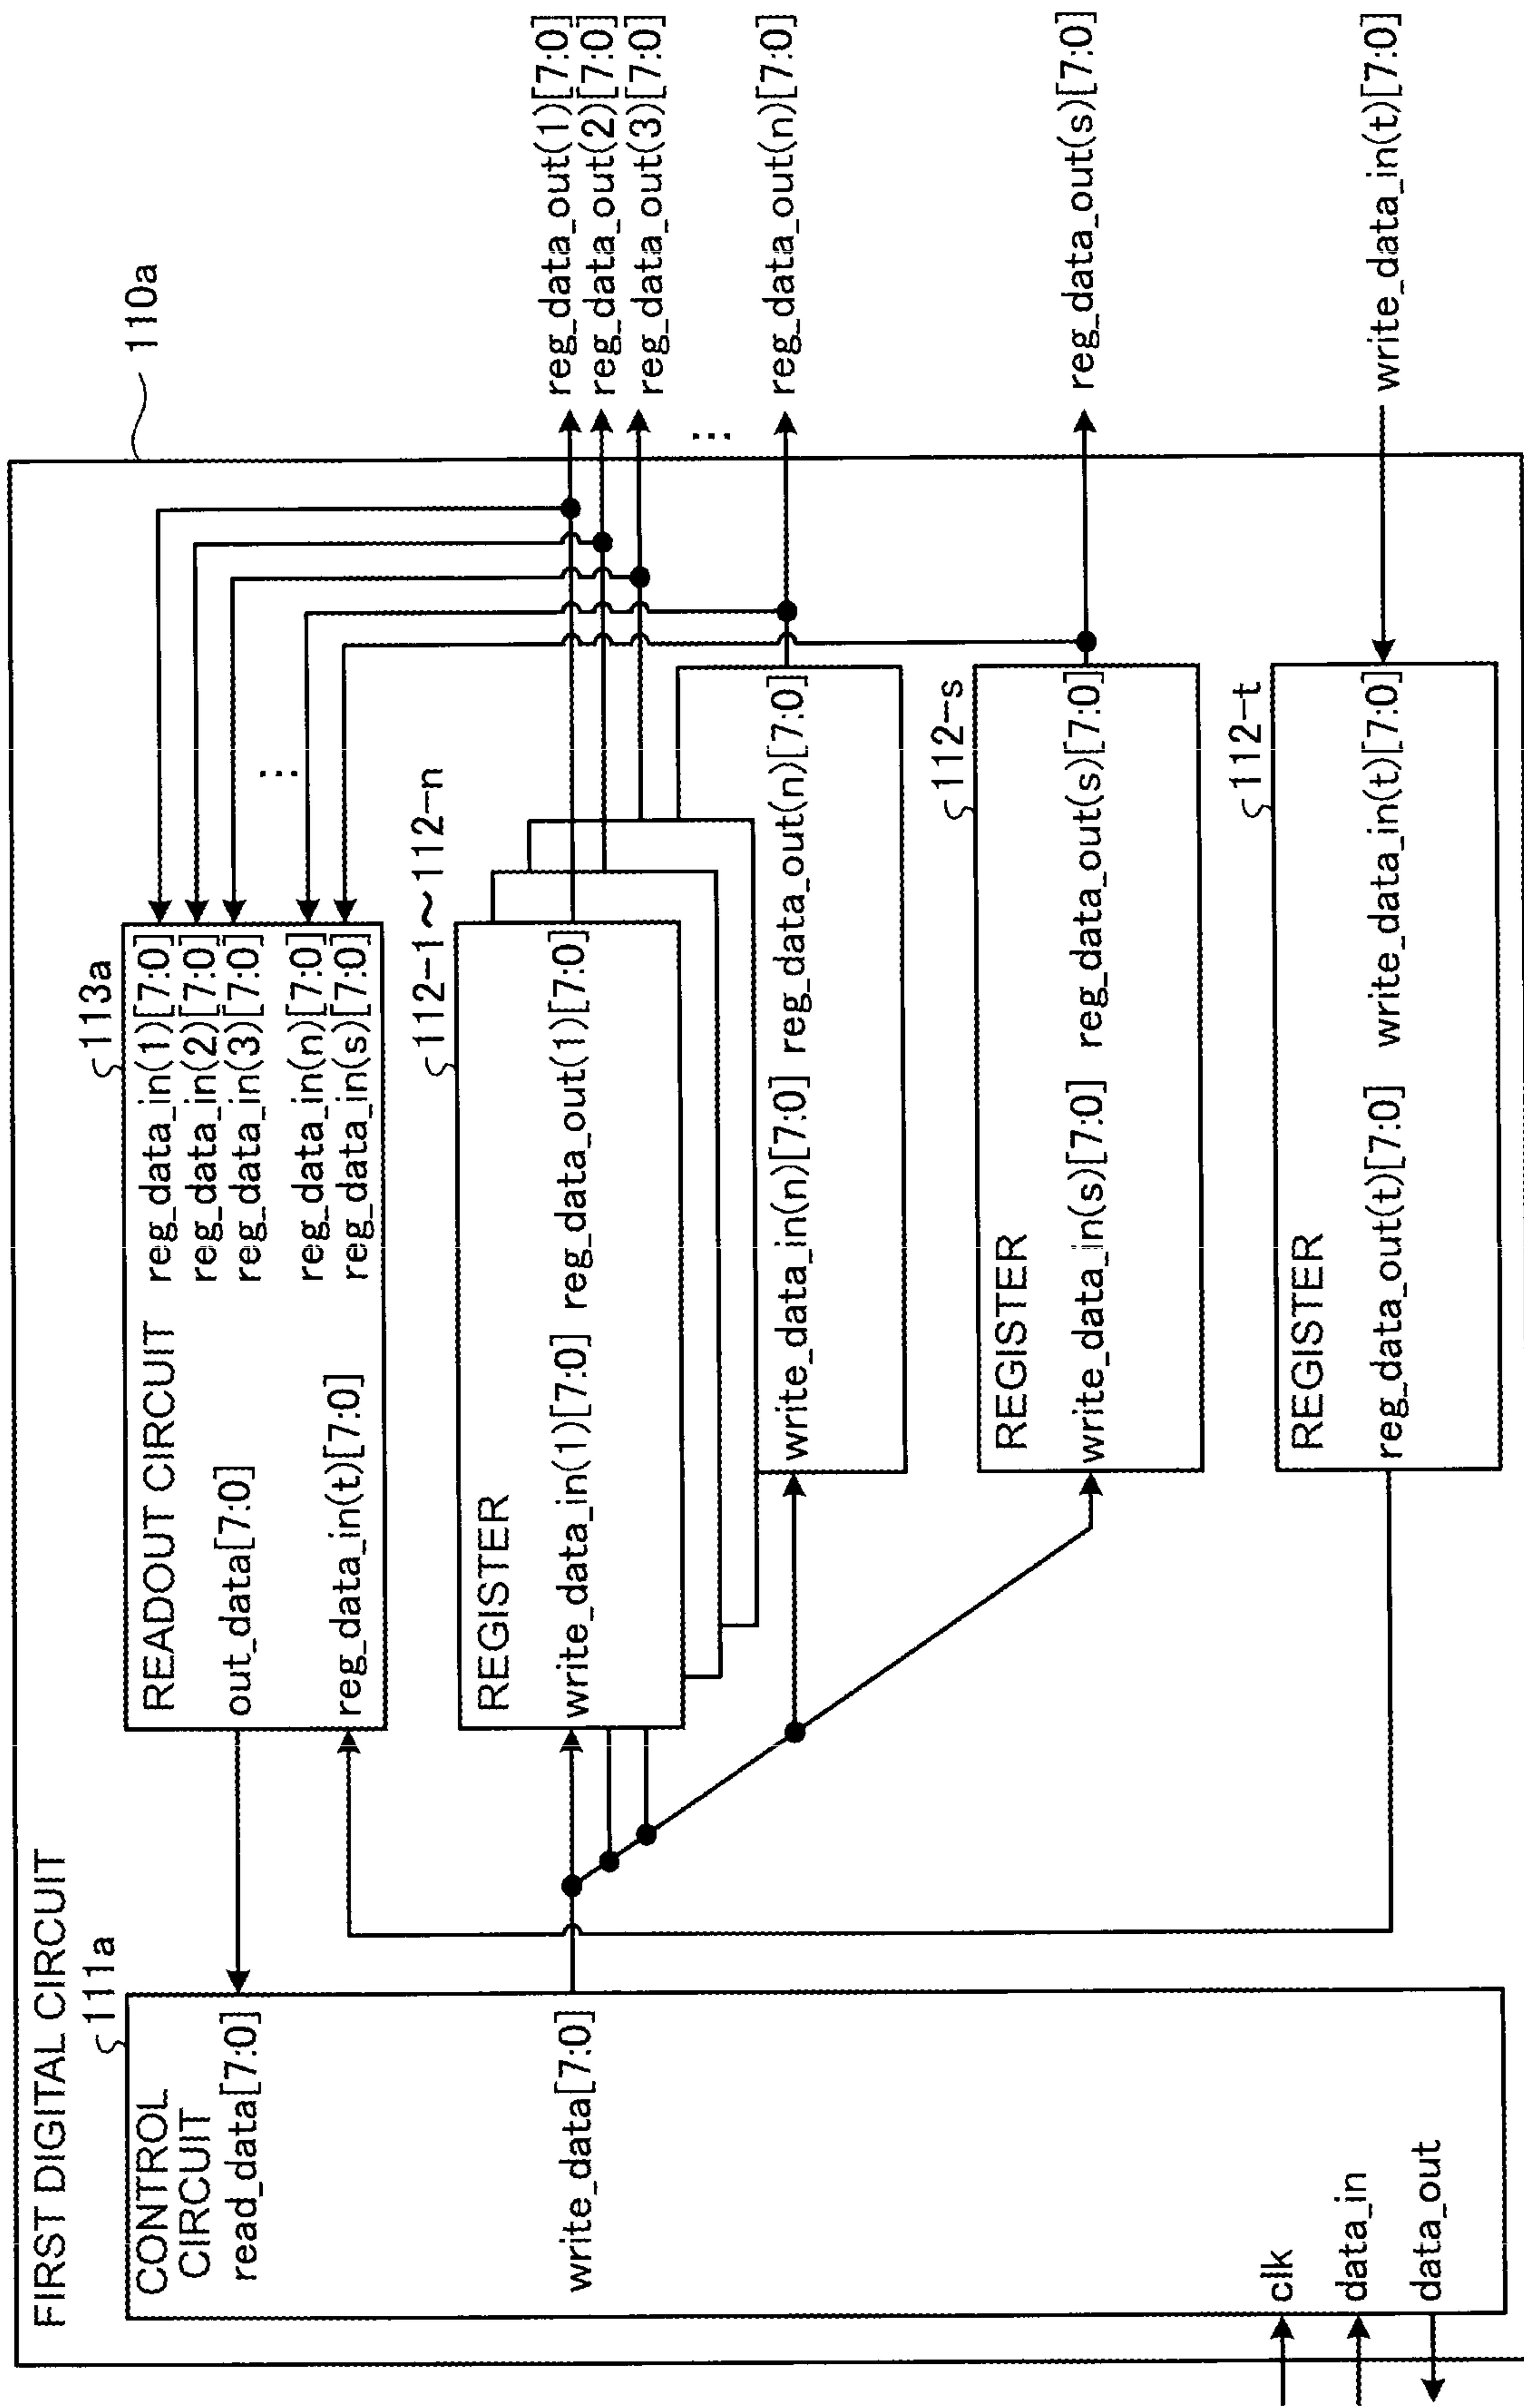 FIRST DIGITAL CIRCUIT
110a
111a
CONTROL
CIRCUIT
read_data[7:0]
write_data[7:0]
clk
data_in
data_out
113a
READOUT CIRCUIT
out_data[7:0]
reg_data_in(t)[7:0]
reg_data_in(1)[7:0]
reg_data_in(2)[7:0]
reg_data_in(3)[7:0]
reg_data_in(n)[7:0]
reg_data_in(s)[7:0]
...
112-1~112-n
REGISTER
write_data_in(1)[7:0] reg_data_out(1)[7:0]
write_data_in(n)[7:0] reg_data_out(n)[7:0]
112-s
REGISTER
write_data_in(s)[7:0] reg_data_out(s)[7:0]
112-t
REGISTER
reg_data_out(t)[7:0] write_data_in(t)[7:0]
reg_data_out(1)[7:0]
reg_data_out(2)[7:0]
reg_data_out(3)[7:0]
...
reg_data_out(n)[7:0]
reg_data_out(s)[7:0]
write_data_in(t)[7:0]